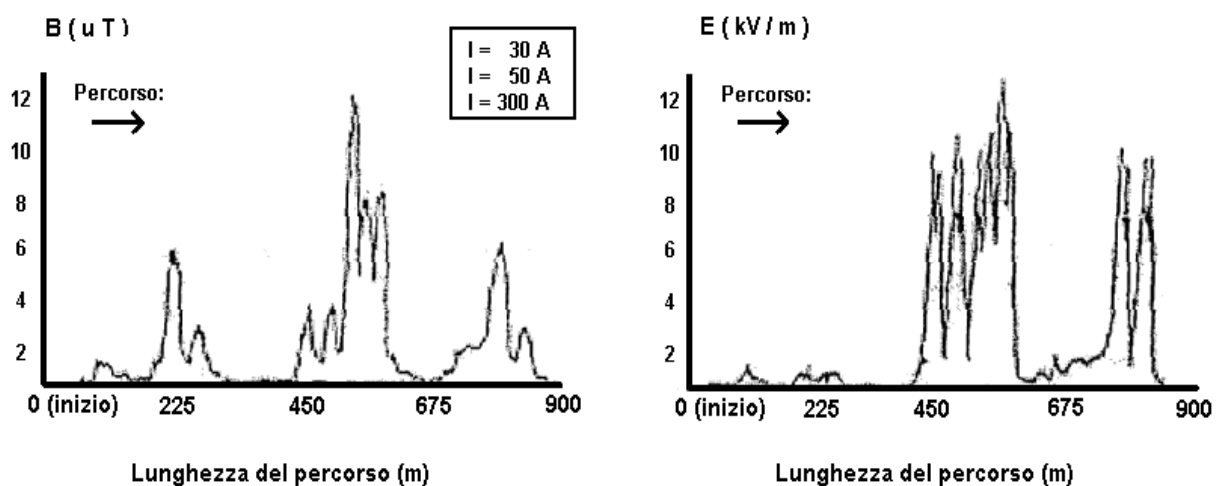 B ( u T )
I = 30 A
I = 50 A
I = 300 A
Percorso:
12
10
8
6
4
2
0 (inizio) 225 450 675 900
Lunghezza del percorso (m)
E ( kV / m )
Percorso:
12
10
8
6
4
2
0 (inizio) 225 450 675 900
Lunghezza del percorso (m)